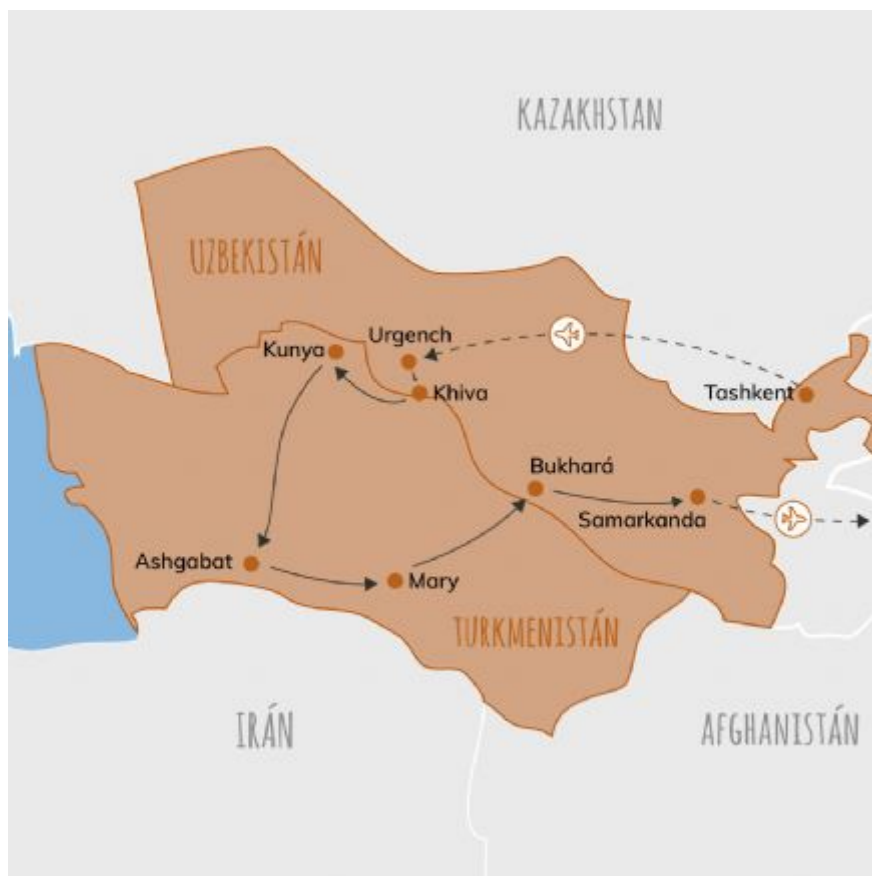 KAZAKHSTAN
UZBEKISTÁN
Urgench
Kunya
Khiva
Tashkent
Bukhará
Samarkanda
Ashgabat
Mary
TURKMENISTÁN
IRÁN
AFGHANISTÁN